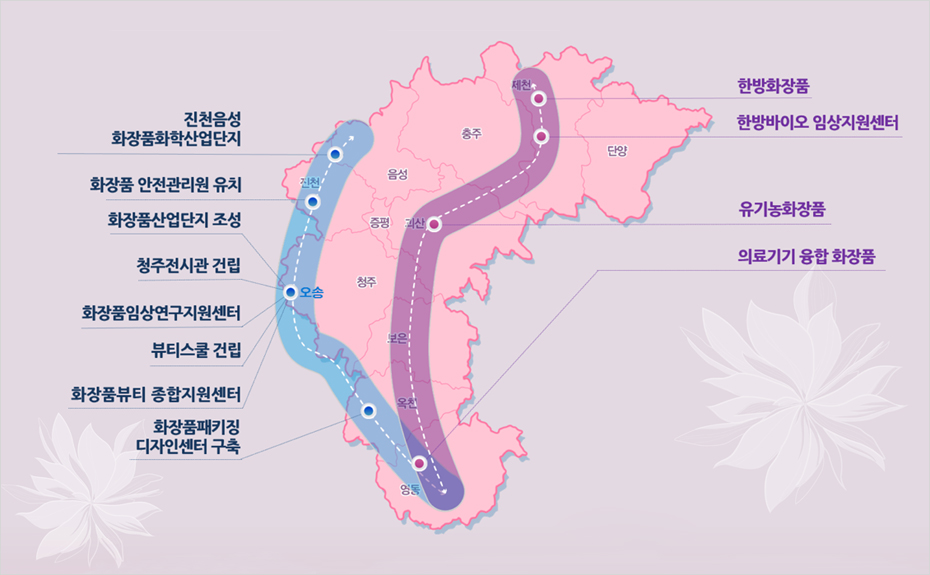 진천음성
화장품화학산업단지
화장품 안전관리원 유치
화장품산업단지 조성
청주전시관 건립
화장품임상연구지원센터
뷰티스쿨 건립
화장품뷰티 종합지원센터
화장품패키징
디자인센터 구축
제천
충주
단양
음성
진천
증평
괴산
청주
오송
보은
옥천
영동
한방화장품
한방바이오 임상지원센터
유기농화장품
의료기기 융합 화장품